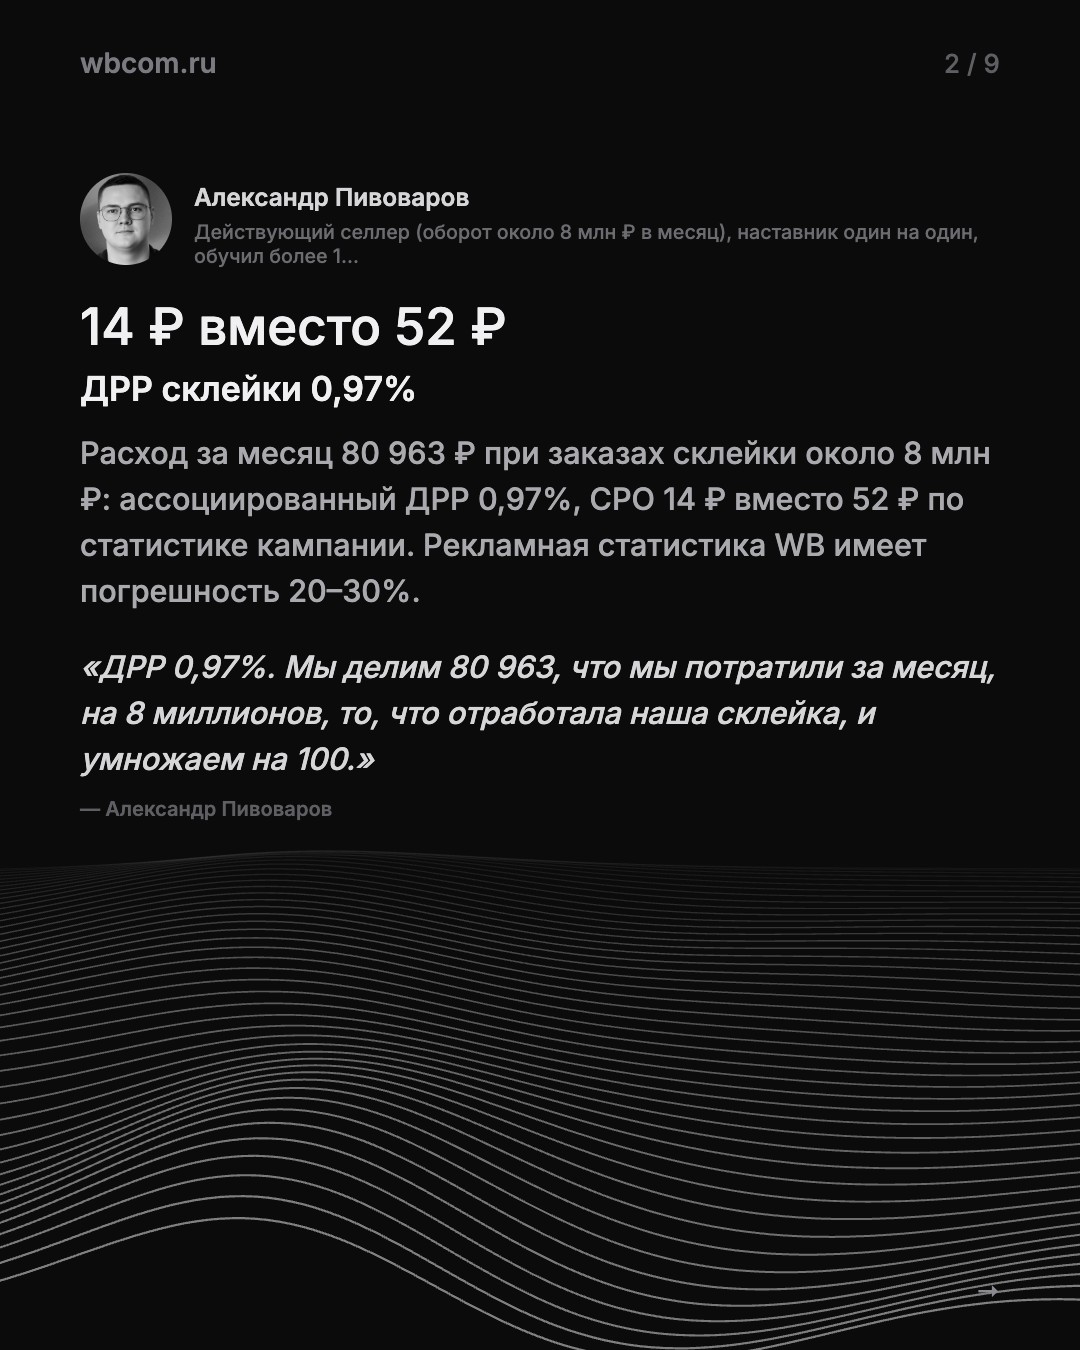 wbcom.ru
2 / 9
Александр Пивоваров
Действующий селлер (оборот около 8 млн ₽ в месяц), наставник один на один,
обучил более 1...
14 ₽ вместо 52 ₽
ДРР склейки 0,97%
Расход за месяц 80 963 ₽ при заказах склейки около 8 млн
₽: ассоциированный ДРР 0,97%, CPO 14 ₽ вместо 52 ₽ по
статистике кампании. Рекламная статистика WB имеет
погрешность 20–30%.
«ДРР 0,97%. Мы делим 80 963, что мы потратили за месяц,
на 8 миллионов, то, что отработала наша склейка, и
умножаем на 100.»
— Александр Пивоваров
→